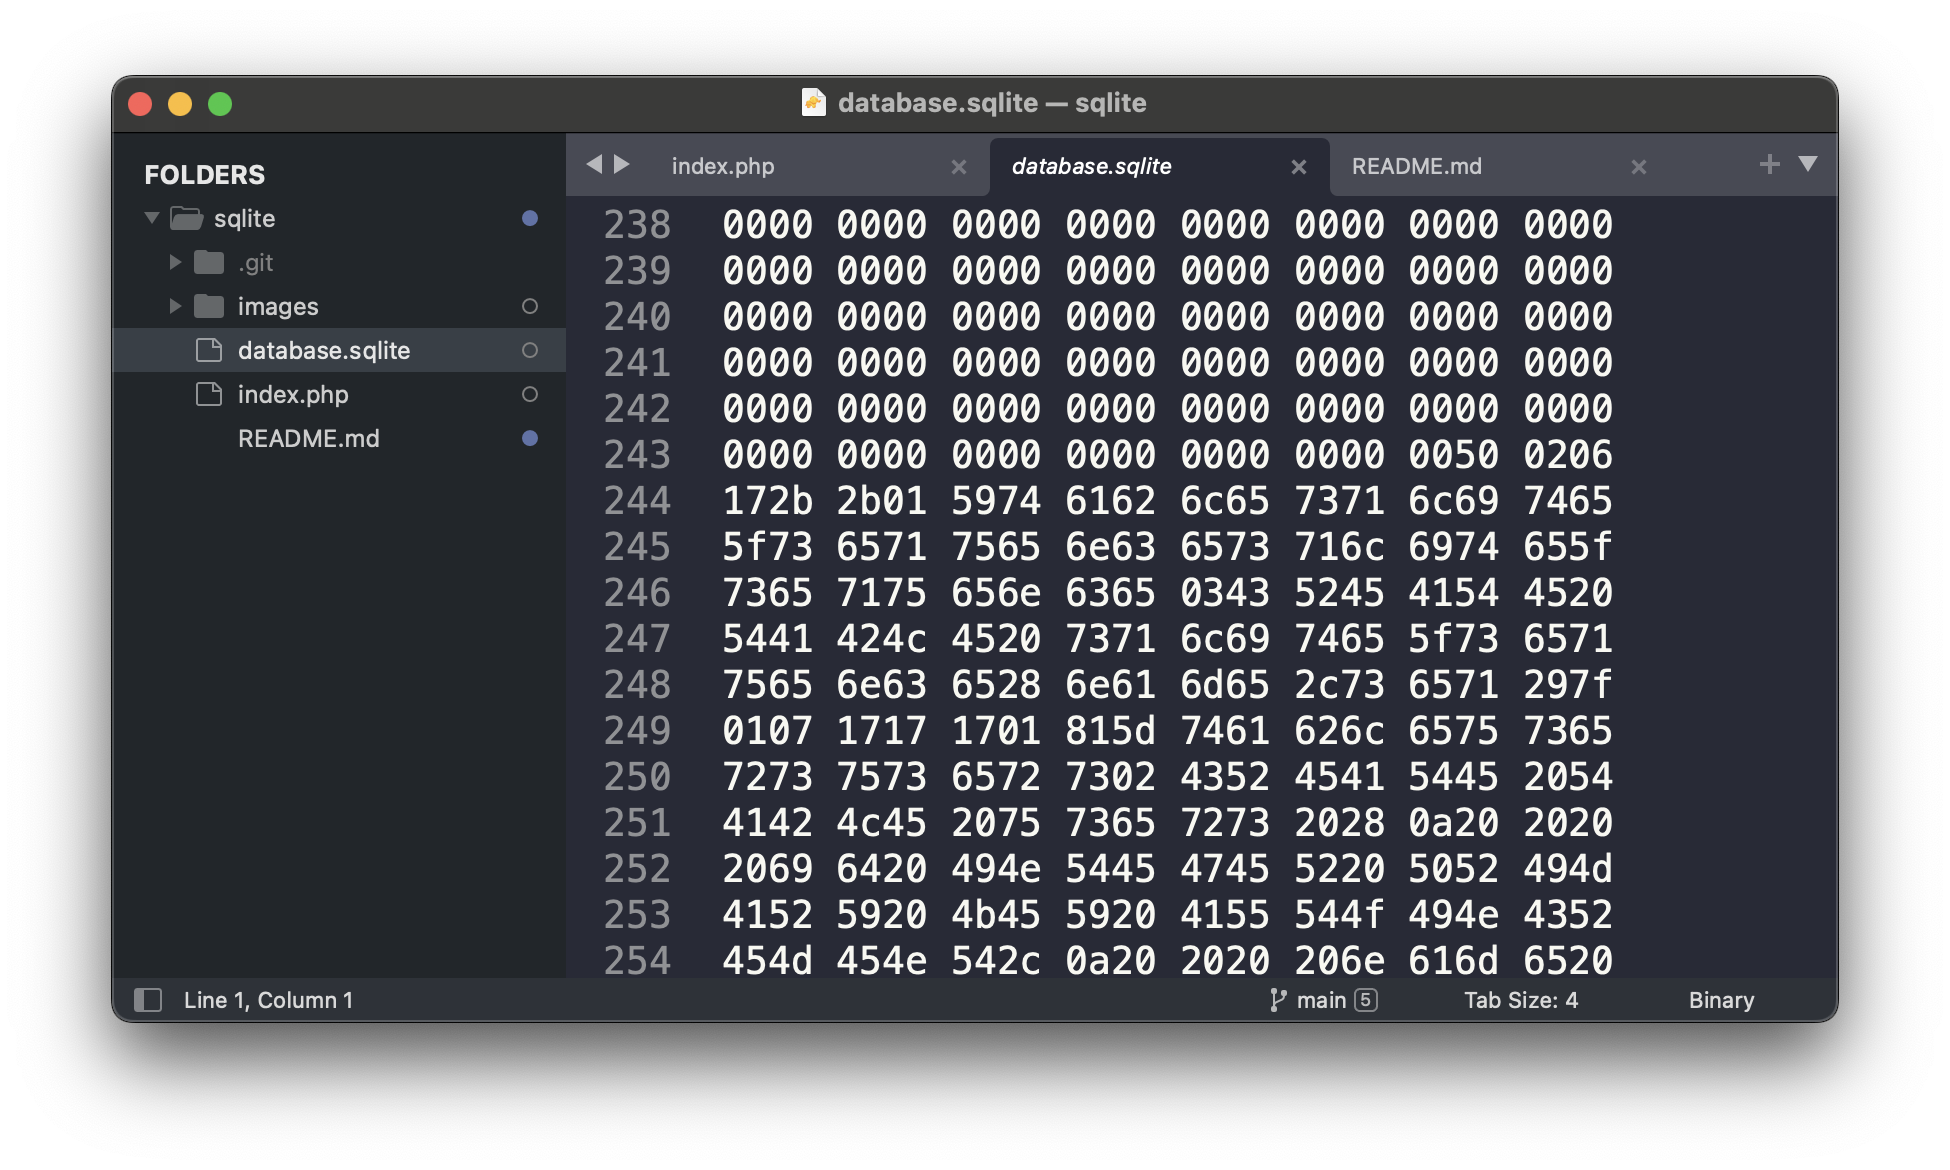 database.sqlite — sqlite
FOLDERS
sqlite
.git
images
database.sqlite
index.php
README.md
index.php
database.sqlite
README.md
238 0000 0000 0000 0000 0000 0000 0000 0000
239 0000 0000 0000 0000 0000 0000 0000 0000
240 0000 0000 0000 0000 0000 0000 0000 0000
241 0000 0000 0000 0000 0000 0000 0000 0000
242 0000 0000 0000 0000 0000 0000 0000 0000
243 0000 0000 0000 0000 0000 0000 0050 0206
244 172b 2b01 5974 6162 6c65 7371 6c69 7465
245 5f73 6571 7565 6e63 6573 716c 6974 655f
246 7365 7175 656e 6365 0343 5245 4154 4520
247 5441 424c 4520 7371 6c69 7465 5f73 6571
248 7565 6e63 6528 6e61 6d65 2c73 6571 297f
249 0107 1717 1701 815d 7461 626c 6575 7365
250 7273 7573 6572 7302 4352 4541 5445 2054
251 4142 4c45 2075 7365 7273 2028 0a20 2020
252 2069 6420 494e 5445 4745 5220 5052 494d
253 4152 5920 4b45 5920 4155 544f 494e 4352
254 454d 454e 542c 0a20 2020 206e 616d 6520
Line 1, Column 1
main 5
Tab Size: 4
Binary